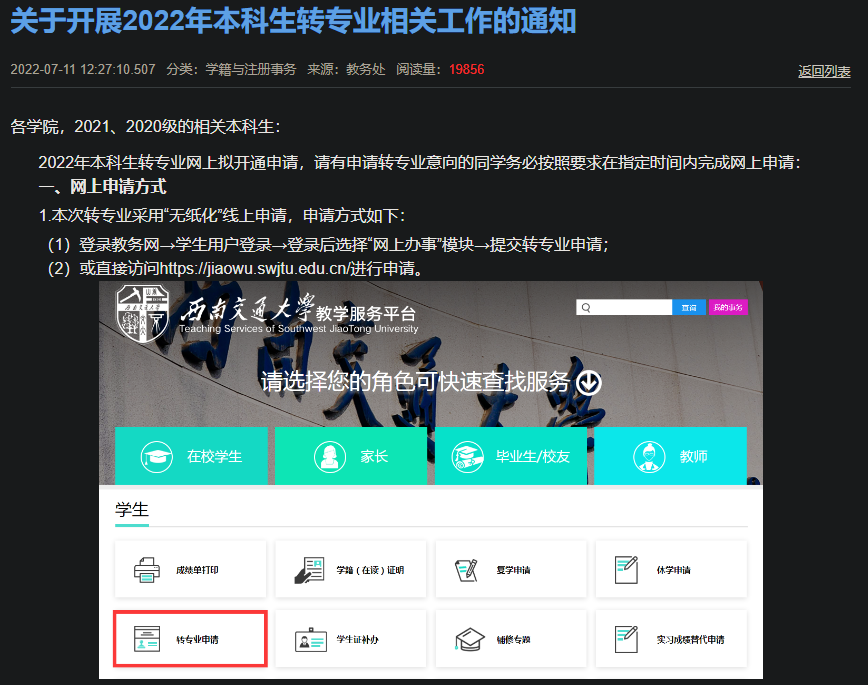 关于开展2022年本科生转专业相关工作的通知
2022-07-11 12:27:10.507 分类：学籍与注册事务 来源：教务处 阅读量：19856
返回列表
各学院，2021、2020级的相关本科生：
2022年本科生转专业网上拟开通申请，请有申请转专业意向的同学务必按照要求在指定时间内完成网上申请：
一、网上申请方式
1.本次转专业采用“无纸化”线上申请，申请方式如下：
（1）登录教务网→学生用户登录→登录后选择“网上办事”模块→提交转专业申请；
（2）或直接访问https://jiaowu.swjtu.edu.cn/进行申请。
西南交通大学教学服务平台
Teaching Services of Southwest JiaoTong University
查询 我的事务
请选择您的角色可快速查找服务
在校学生 家长 毕业生/校友 教师
学生
成绩单打印 学籍（在读）证明 复学申请 休学申请
转专业申请 学生证补办 辅修专题 实习成绩替代申请